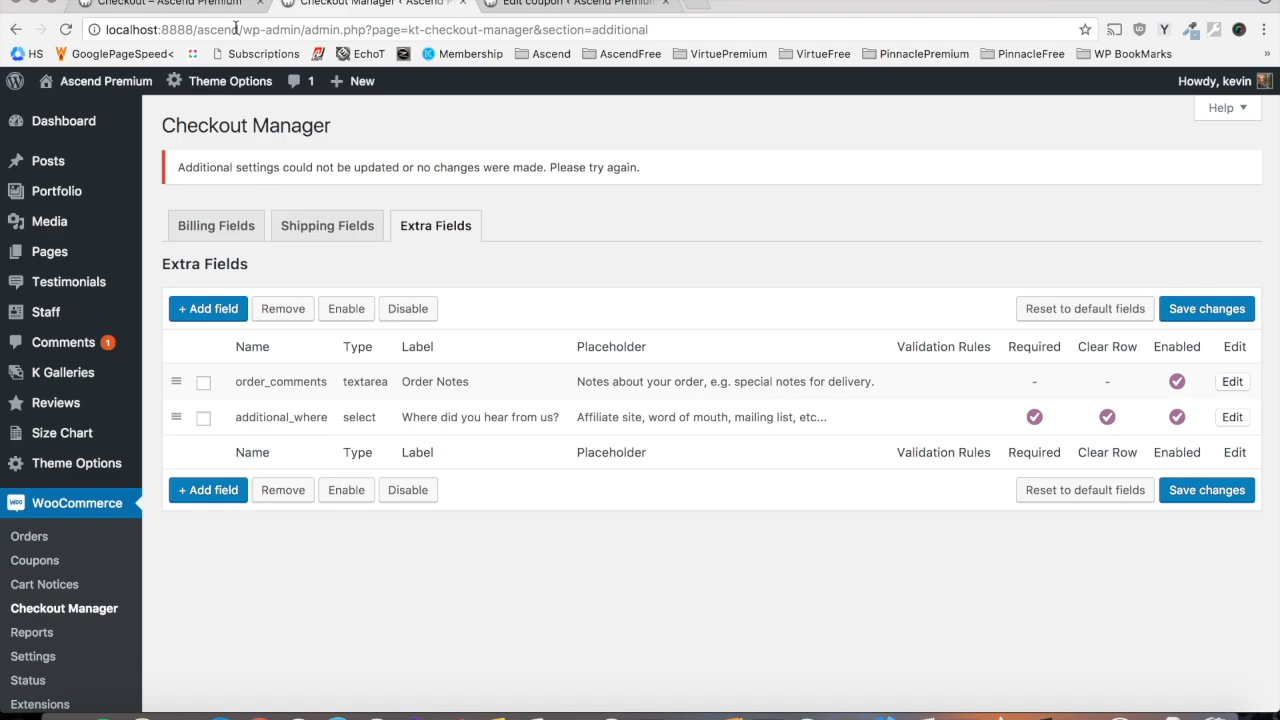 Checkout – Ascend Premium
Checkout Manager ‹ Ascend P
Edit coupon ‹ Ascend Premium
localhost:8888/ascend/wp-admin/admin.php?page=kt-checkout-manager&section=additional
HS GooglePageSpeed< Subscriptions EchoT Membership Ascend AscendFree VirtuePremium VirtueFree PinnaclePremium PinnacleFree WP BookMarks »
Ascend Premium Theme Options 1 + New Howdy, kevin
Help ▼
Dashboard
Posts
Portfolio
Media
Pages
Testimonials
Staff
Comments 1
K Galleries
Reviews
Size Chart
Theme Options
WooCommerce
Orders
Coupons
Cart Notices
Checkout Manager
Reports
Settings
Status
Extensions
Checkout Manager
Additional settings could not be updated or no changes were made. Please try again.
Billing Fields Shipping Fields Extra Fields
Extra Fields
+ Add field Remove Enable Disable Reset to default fields Save changes
Name Type Label Placeholder Validation Rules Required Clear Row Enabled Edit
order_comments textarea Order Notes Notes about your order, e.g. special notes for delivery. - - Edit
additional_where select Where did you hear from us? Affiliate site, word of mouth, mailing list, etc... Edit
Name Type Label Placeholder Validation Rules Required Clear Row Enabled Edit
+ Add field Remove Enable Disable Reset to default fields Save changes